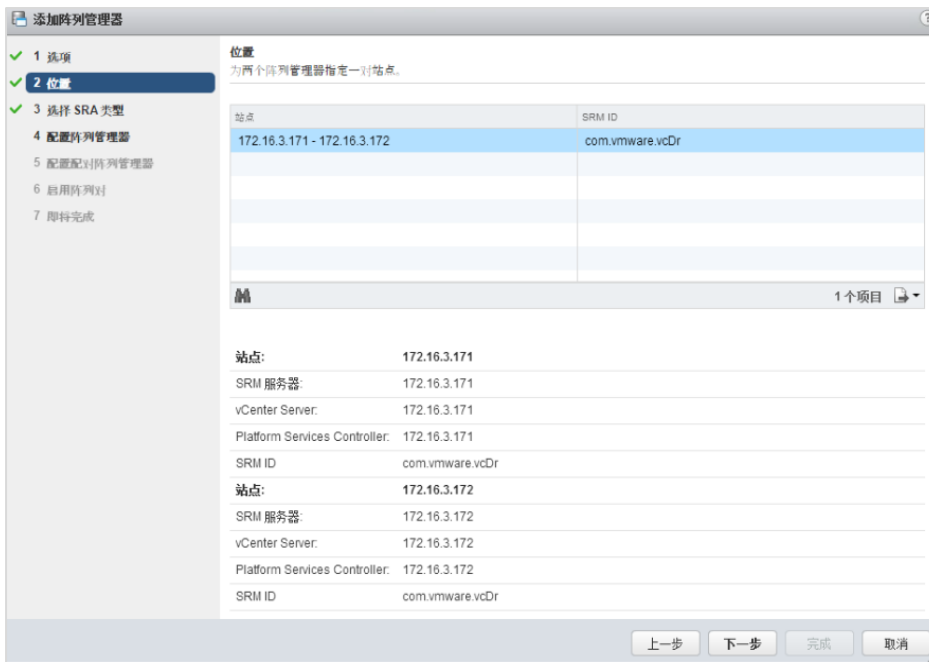 添加阵列管理器
?
1 选项
2 位置
3 选择 SRA 类型
4 配置阵列管理器
5 配置配对阵列管理器
6 启用阵列对
7 即将完成
位置
为两个阵列管理器指定一对站点。
站点 SRM ID
172.16.3.171 - 172.16.3.172 com.vmware.vcDr
1个项目
站点: 172.16.3.171
SRM 服务器: 172.16.3.171
vCenter Server: 172.16.3.171
Platform Services Controller: 172.16.3.171
SRM ID com.vmware.vcDr
站点: 172.16.3.172
SRM 服务器: 172.16.3.172
vCenter Server: 172.16.3.172
Platform Services Controller: 172.16.3.172
SRM ID com.vmware.vcDr
上一步 下一步 完成 取消